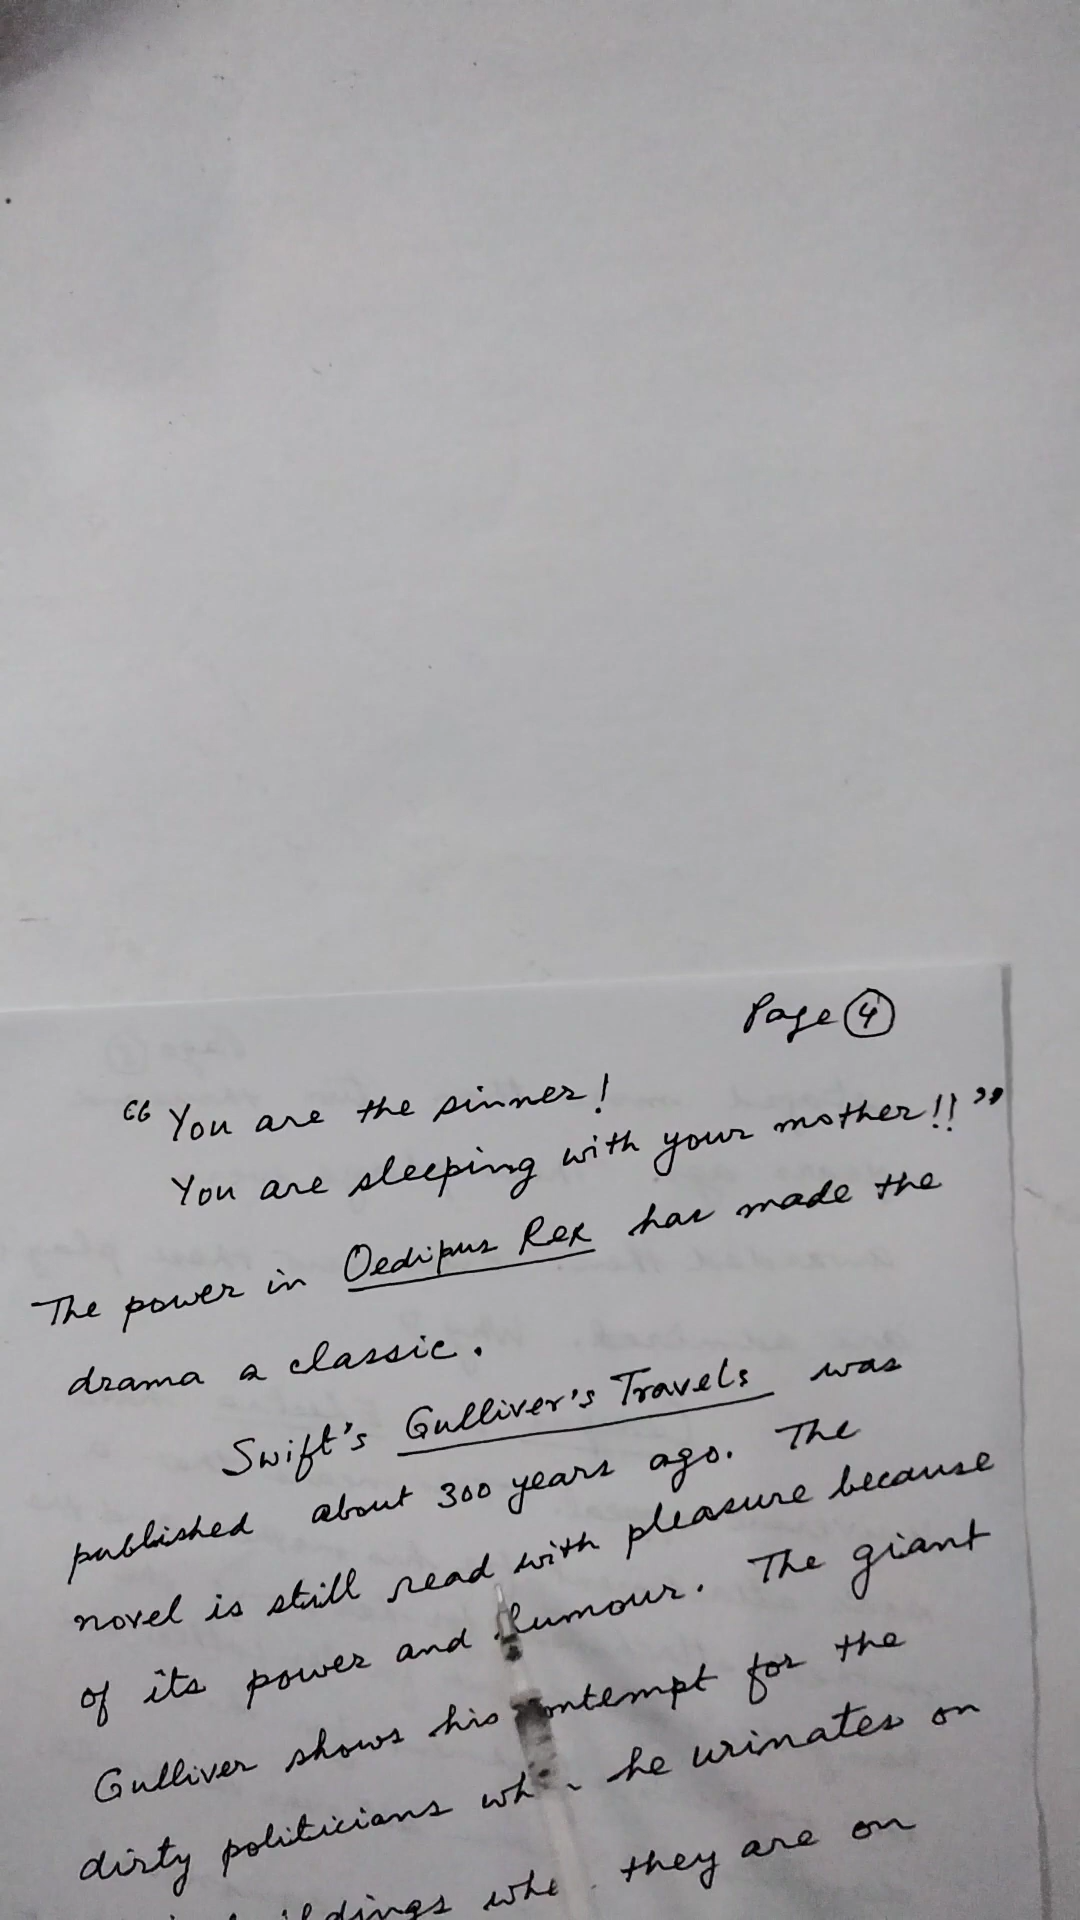 Page 4
"You are the sinner!
You are sleeping with your mother!!"
The power in Oedipus Rex has made the
drama a classic.
Swift's Gulliver's Travels was
published about 300 years ago. The
novel is still read with pleasure because
of its power and humour. The giant
Gulliver shows his contempt for the
dirty politicians when he urinates on
they are on